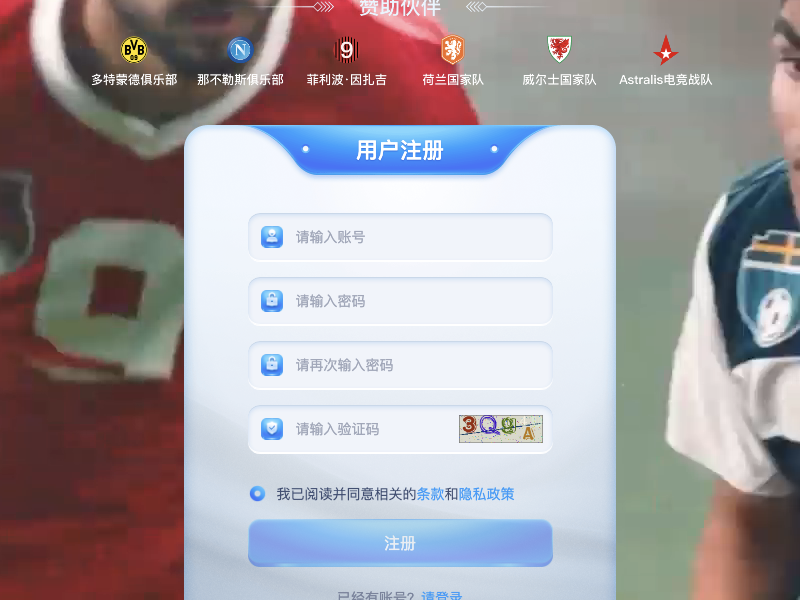 赞助伙伴
BVB
09
N
9
多特蒙德俱乐部 那不勒斯俱乐部 菲利波·因扎吉 荷兰国家队 威尔士国家队 Astralis电竞战队
用户注册
请输入账号
请输入密码
请再次输入密码
请输入验证码
3QgA
我已阅读并同意相关的条款和隐私政策
注册
已经有账号？请登录